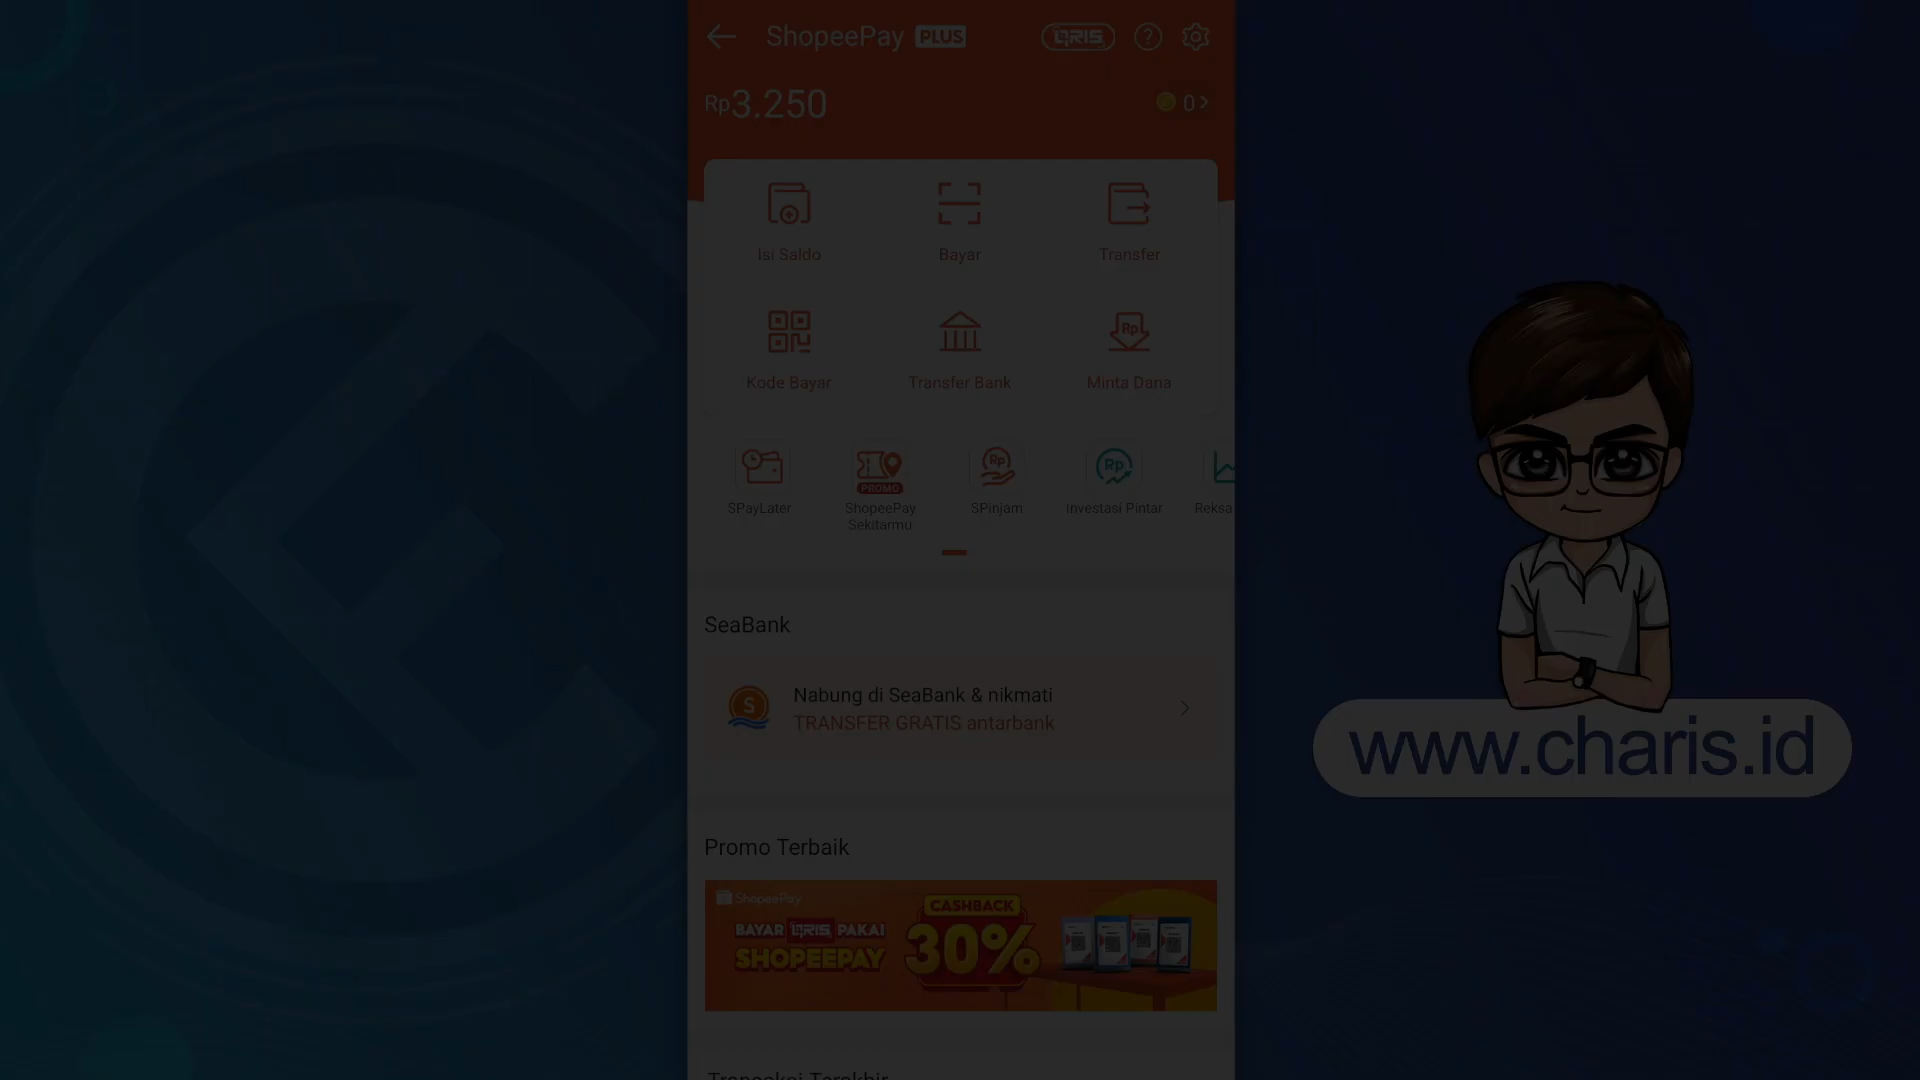 ShopeePay PLUS QRIS ?
Rp3.250 0
Isi Saldo Bayar Transfer
Kode Bayar Transfer Bank Minta Dana
SPayLater ShopeePay Sekitarmu SPinjam Investasi Pintar Reksa
PROMO
SeaBank
Nabung di SeaBank & nikmati
TRANSFER GRATIS antarbank
www.charis.id
Promo Terbaik
ShopeePay
BAYAR QRIS PAKAI
SHOPEEPAY
CASHBACK
30%
Transaksi Terakhir